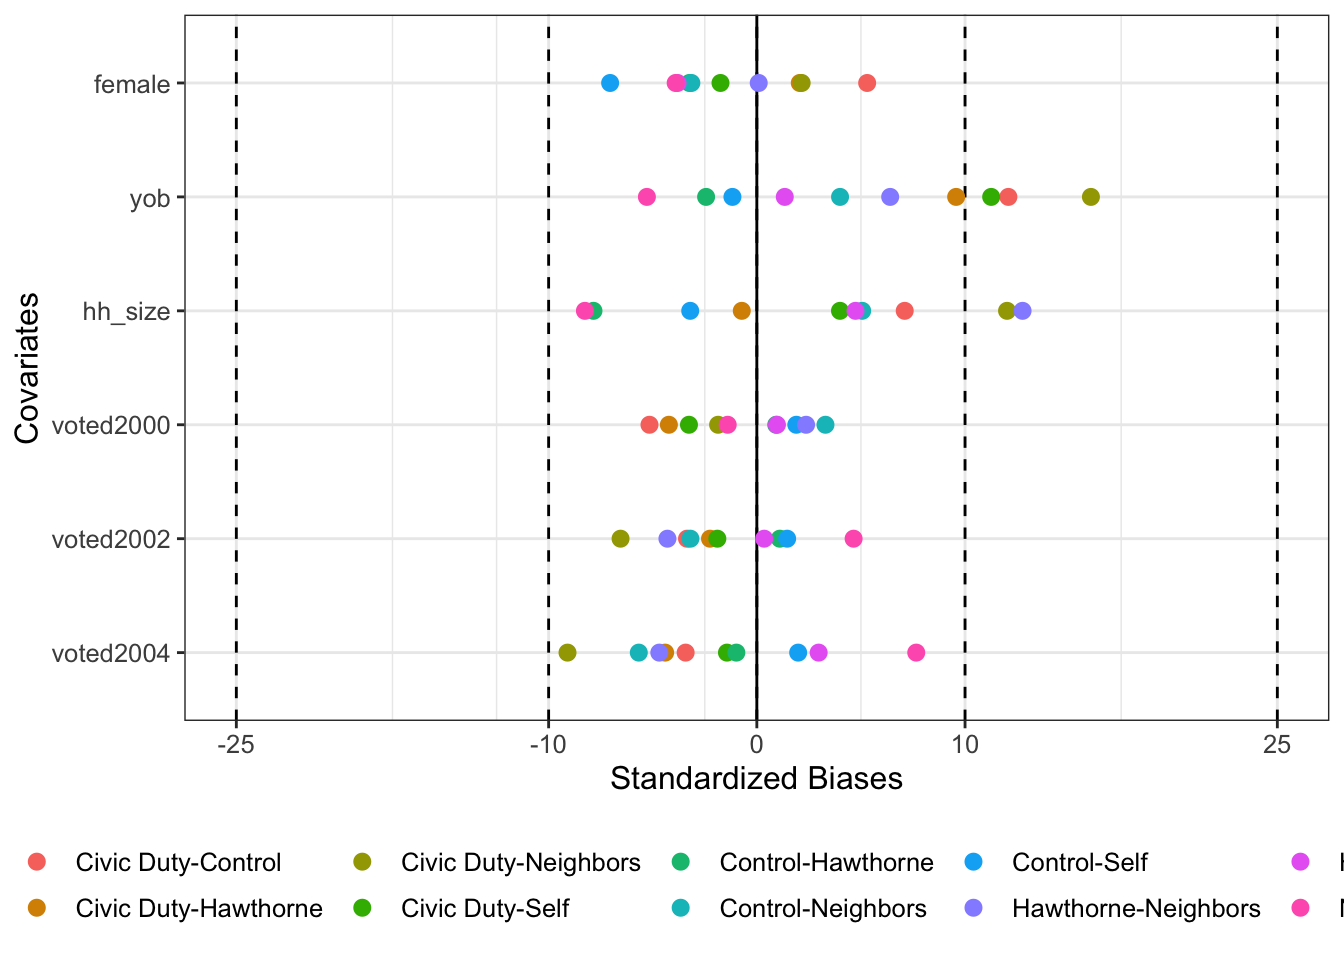 female
yob
hh_size
voted2000
voted2002
voted2004
Covariates
-25 -10 0 10 25
Standardized Biases
Civic Duty-Control Civic Duty-Neighbors Control-Hawthorne Control-Self
Civic Duty-Hawthorne Civic Duty-Self Control-Neighbors Hawthorne-Neighbors